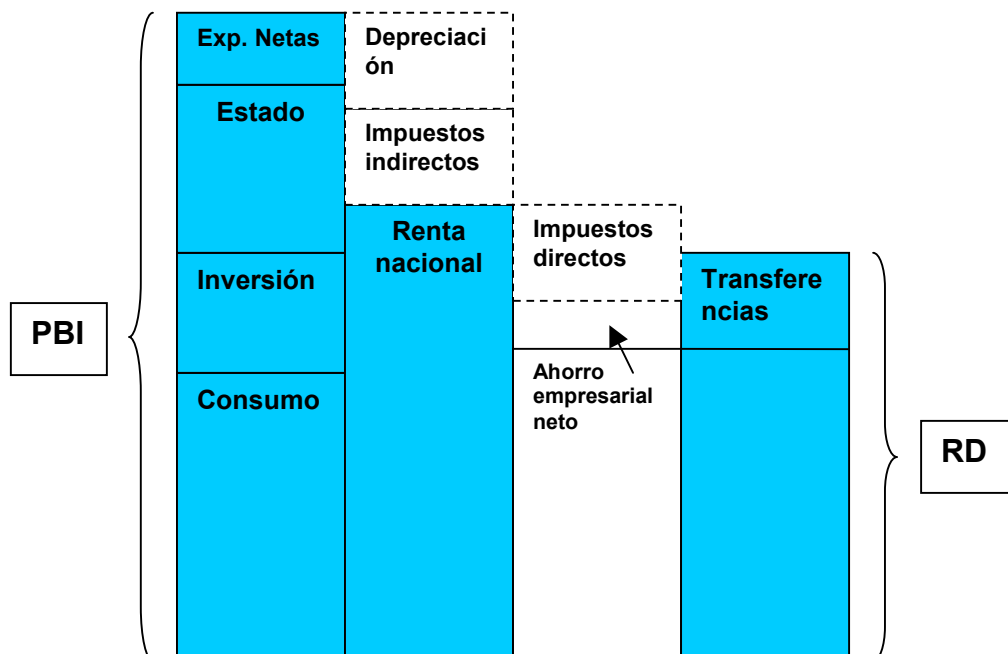 Exp. Netas
Depreciaci
ón
Estado
Impuestos
indirectos
Renta
nacional
Impuestos
directos
Inversión
Transfere
ncias
PBI
Ahorro
empresarial
neto
Consumo
RD